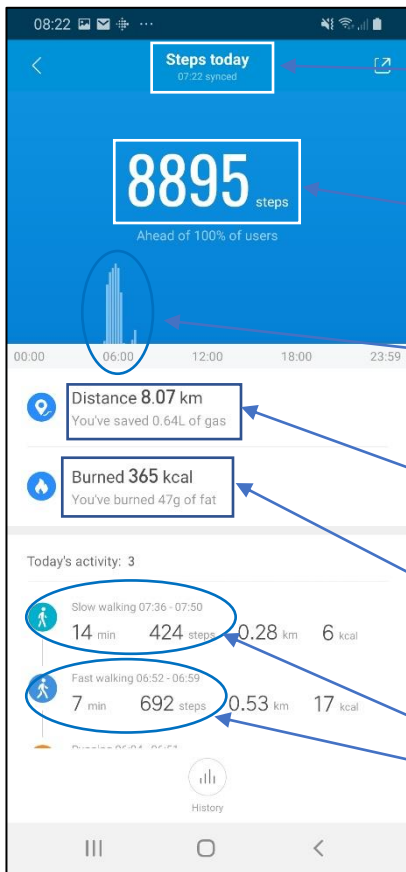 08:22
Steps today
07:22 synced
8895 steps
Ahead of 100% of users
00:00 06:00 12:00 18:00 23:59
Distance 8.07 km
You've saved 0.64L of gas
Burned 365 kcal
You've burned 47g of fat
Today's activity: 3
Slow walking 07:36 - 07:50
14 min 424 steps 0.28 km 6 kcal
Fast walking 06:52 - 06:59
7 min 692 steps 0.53 km 17 kcal
History